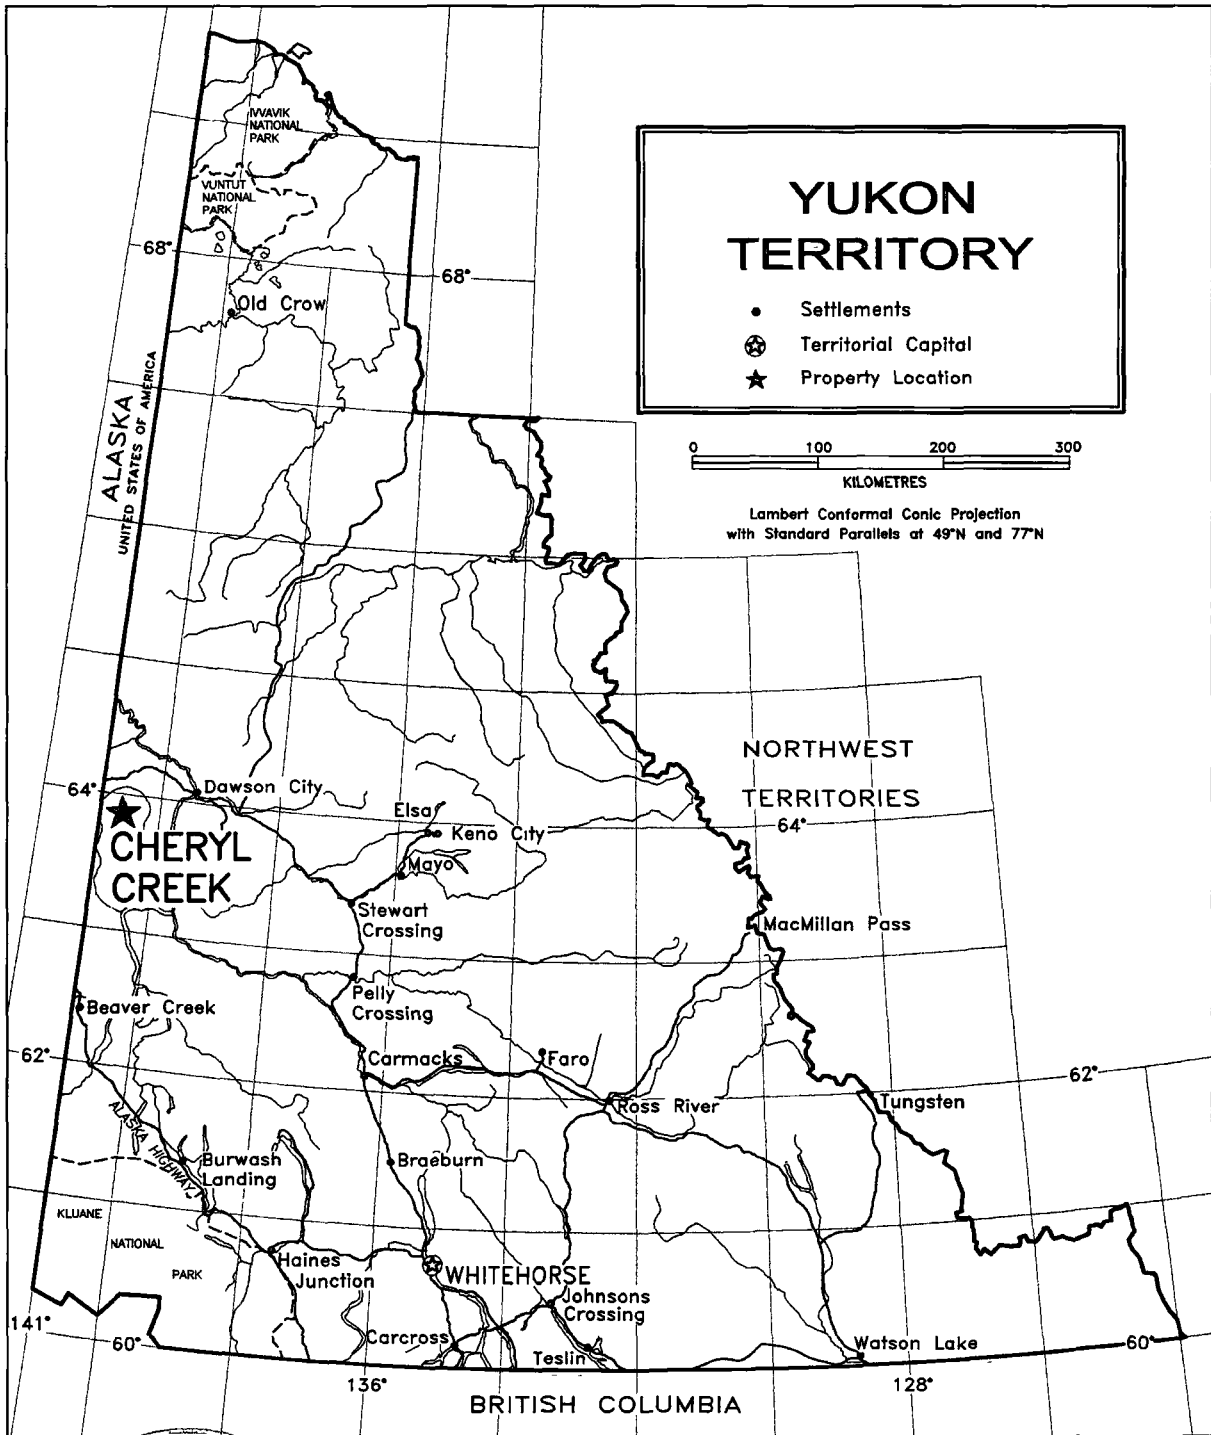 YUKON
TERRITORY
Settlements
Territorial Capital
Property Location
0 100 200 300
KILOMETRES
Lambert Conformal Conic Projection
with Standard Parallels at 49°N and 77°N
IVVAVIK
NATIONAL
PARK
VUNTUT
NATIONAL
PARK
68°
68°
Old Crow
ALASKA
UNITED STATES OF AMERICA
NORTHWEST
TERRITORIES
64°
Dawson City
64°
CHERYL
CREEK
Elsa
Keno City
Mayo
Stewart
Crossing
MacMillan Pass
Pelly
Crossing
Beaver Creek
62°
Carmacks
Faro
62°
Ross River
Tungsten
ALASKA HIGHWAY
Burwash
Landing
Braeburn
KLUANE
NATIONAL
PARK
Haines
Junction
WHITEHORSE
Johnsons
Crossing
141°
60°
Carcross
Teslin
Watson Lake
60°
136°
128°
BRITISH COLUMBIA